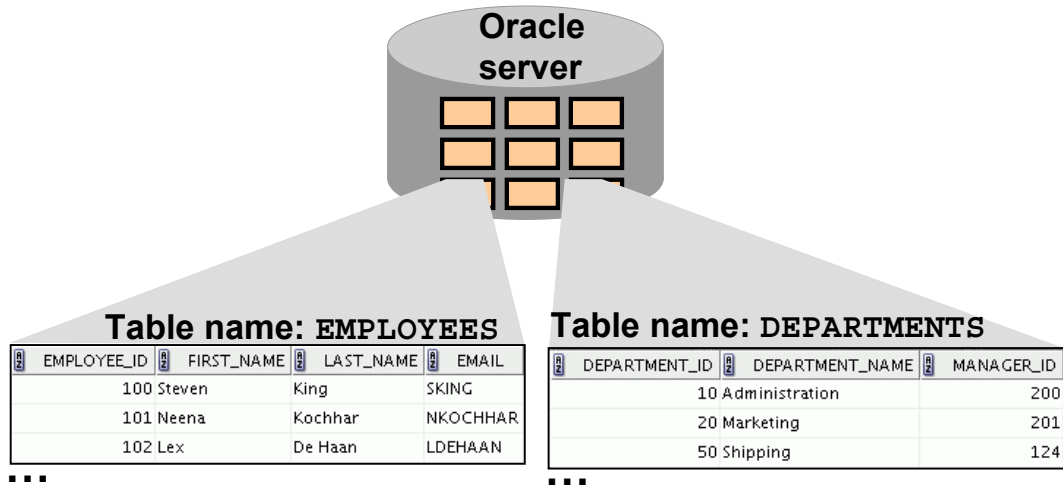 Oracle
server
Table name: EMPLOYEES
EMPLOYEE_ID FIRST_NAME LAST_NAME EMAIL
100 Steven King SKING
101 Neena Kochhar NKOCHHAR
102 Lex De Haan LDEHAAN
...
Table name: DEPARTMENTS
DEPARTMENT_ID DEPARTMENT_NAME MANAGER_ID
10 Administration 200
20 Marketing 201
50 Shipping 124
...